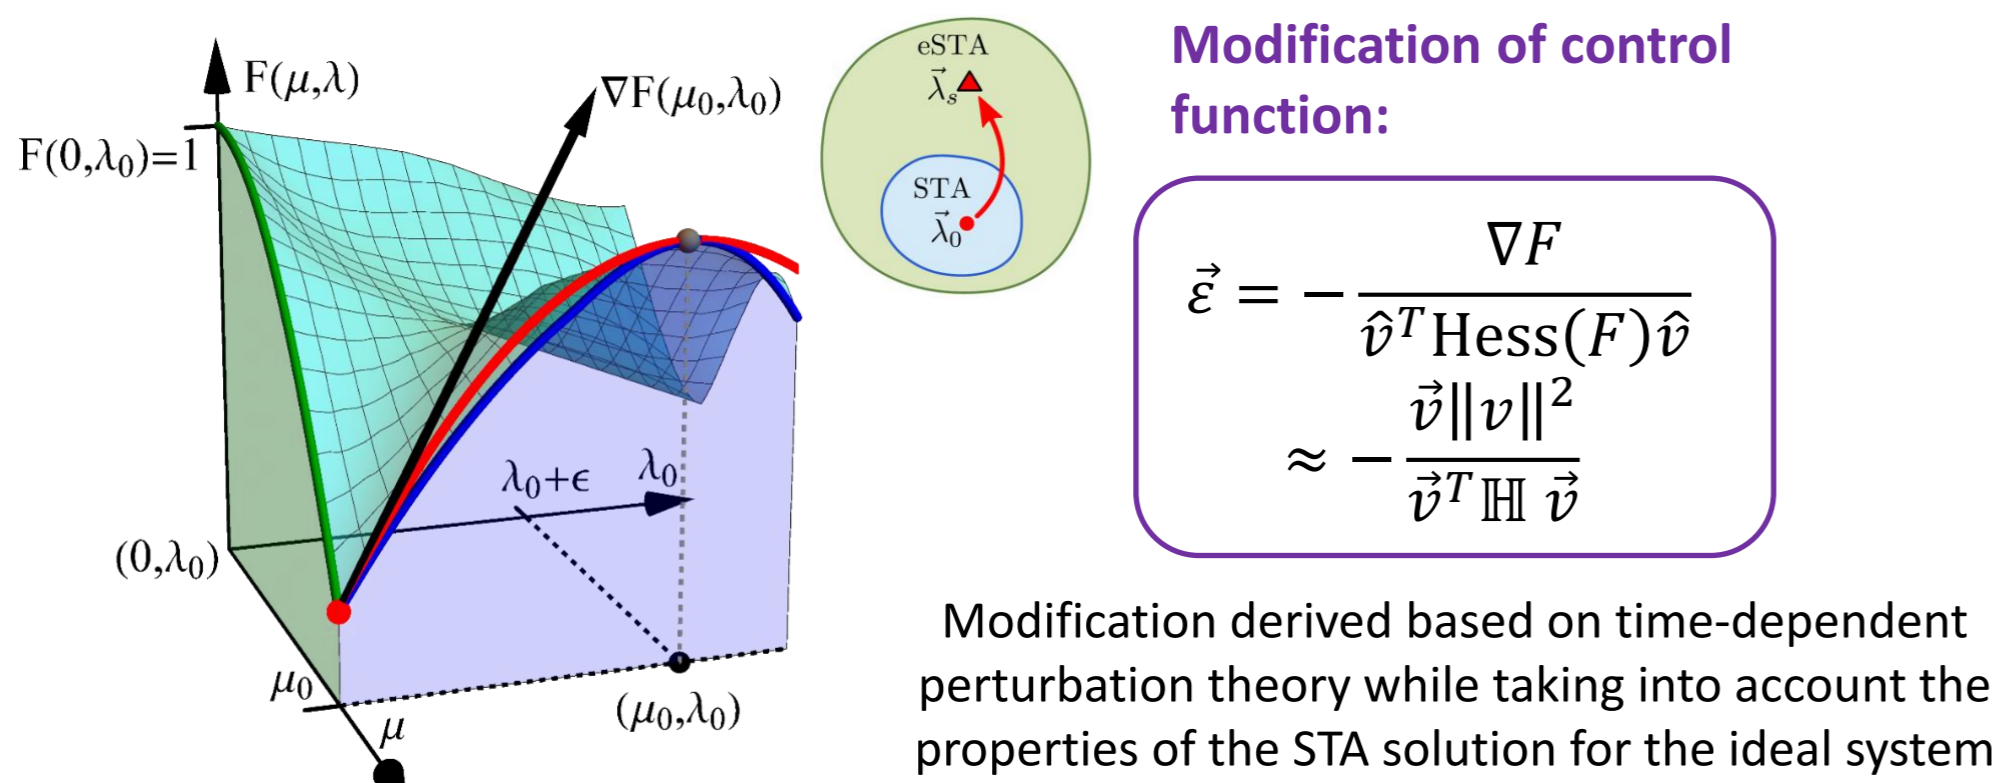 F(μ,λ)
F(0,λ₀)=1
∇F(μ₀,λ₀)
λ₀+ϵ
λ₀
(0,λ₀)
μ₀
μ
(μ₀,λ₀)
eSTA
λ⃗ₛ
STA
λ⃗₀
Modification of control
function:
ε⃗ = − ∇F / v̂ᵀHess(F)v̂
≈ − v⃗‖v‖² / v⃗ᵀℍ v⃗
Modification derived based on time-dependent
perturbation theory while taking into account the
properties of the STA solution for the ideal system